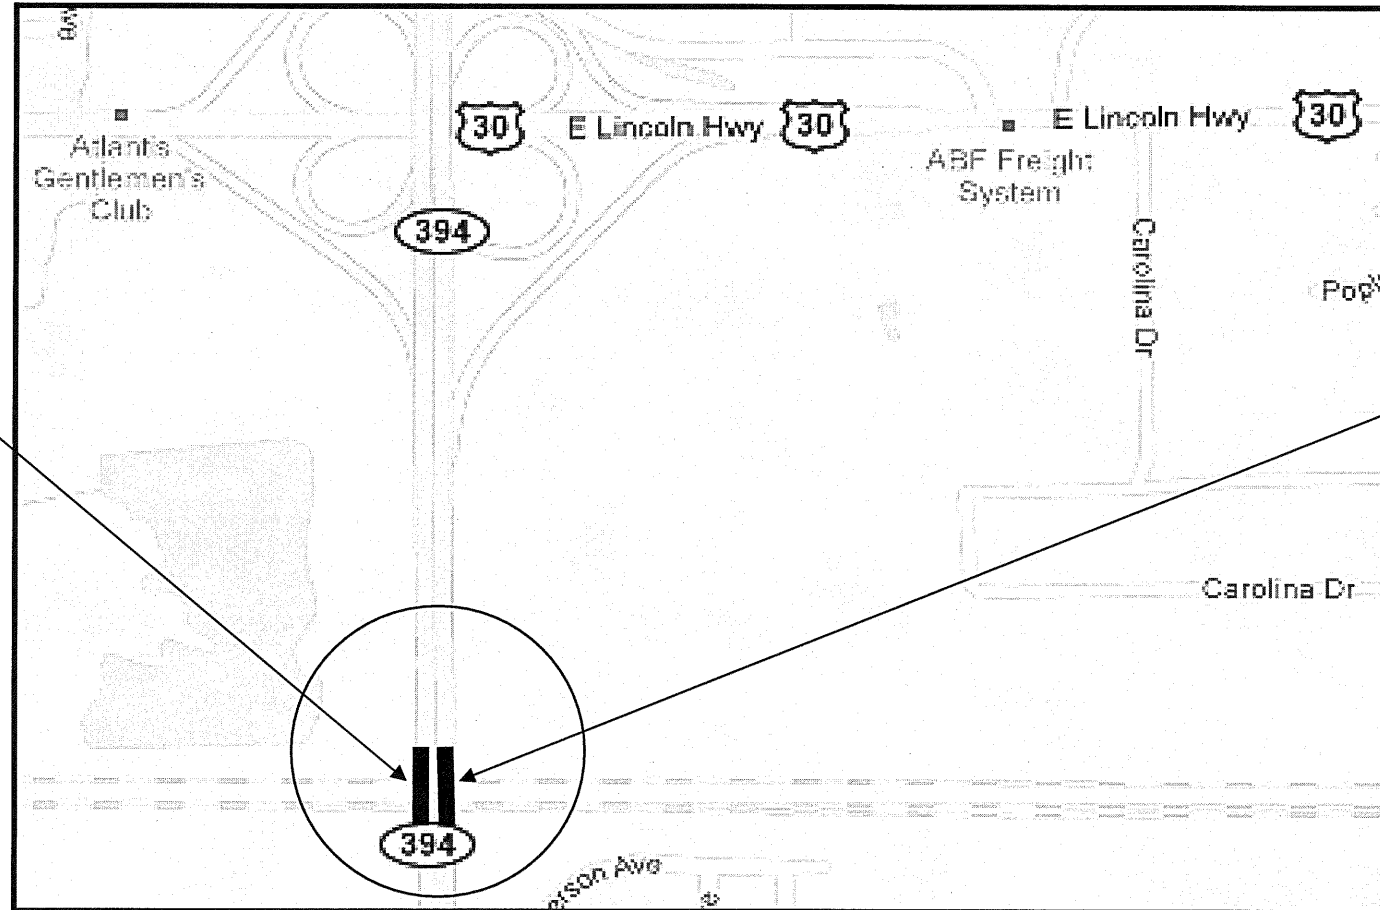 30
E Lincoln Hwy
30
E Lincoln Hwy
30
Atlantis
Gentlemen's
Club
ABF Freight
System
394
Carolina Dr
Carolina Dr
394
Ave